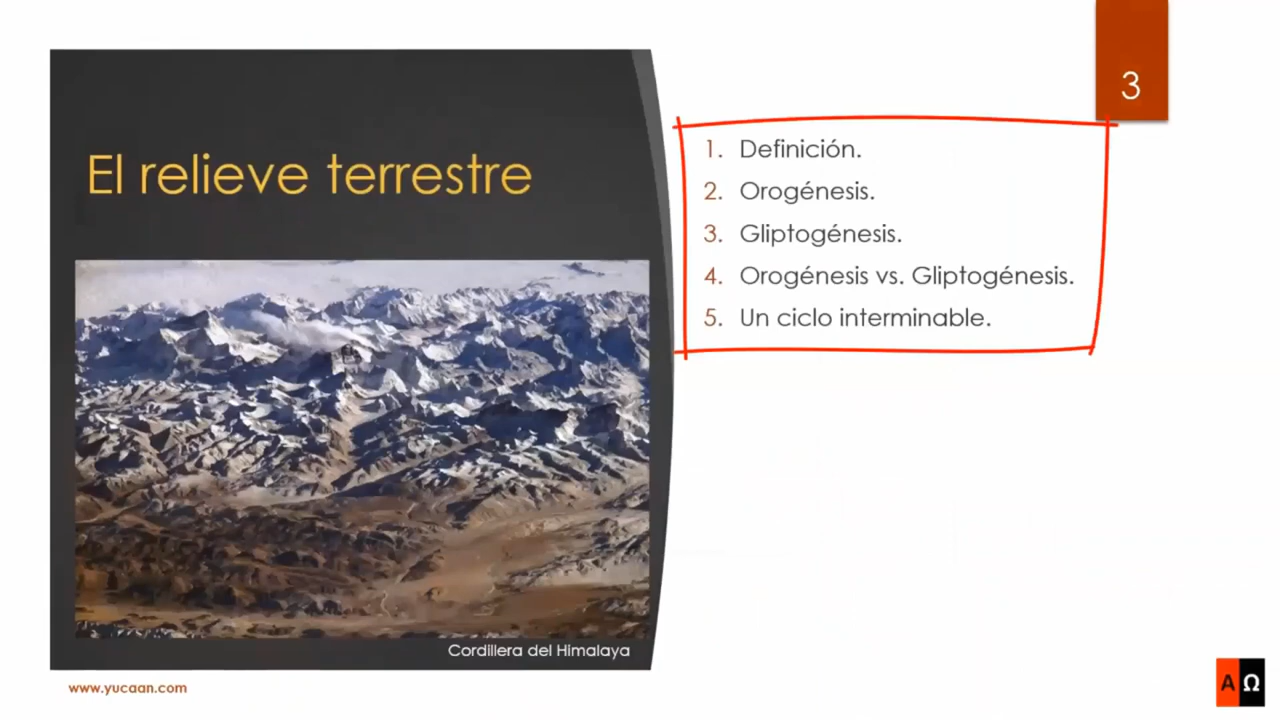 3
El relieve terrestre
1. Definición.
2. Orogénesis.
3. Gliptogénesis.
4. Orogénesis vs. Gliptogénesis.
5. Un ciclo interminable.
Cordillera del Himalaya
www.yucaan.com
ΑΩ